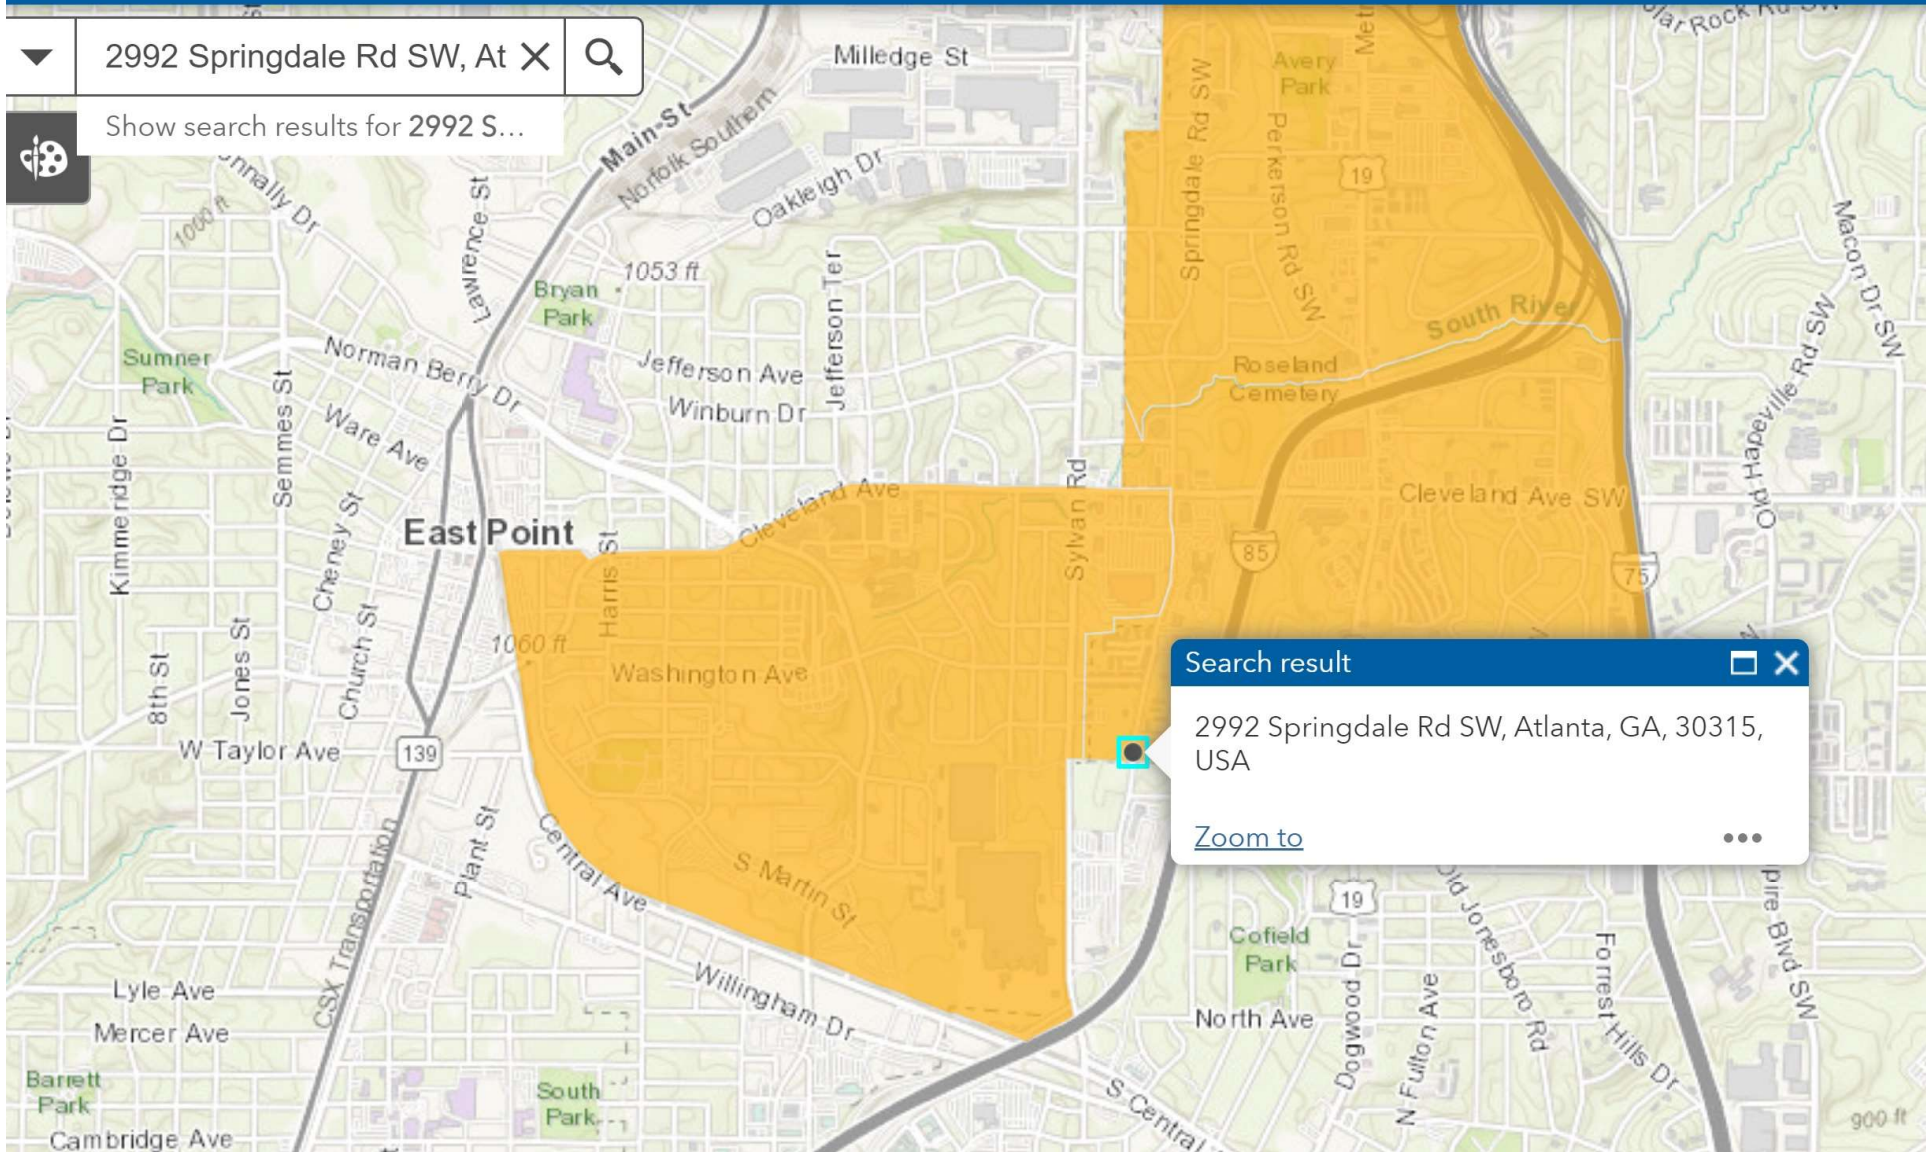 2992 Springdale Rd SW, At
Show search results for 2992 S...
Milledge St
Main-St
Norfolk Southern
Oakleigh Dr
nnally Dr
1000 ft
Lawrence St
1053 ft
Bryan
Park
Jefferson Ter
Jefferson Ave
Winburn Dr
Norman Berry Dr
Sumner
Park
Semmes St
Ware Ave
Kimmeridge Dr
Cheney St
East Point
Harris St
Cleveland Ave
Sylvan Rd
Springdale Rd SW
Perkerson Rd SW
Avery
Park
Metr
19
South River
Roseland
Cemetery
Cleveland Ave SW
85
75
Macon Dr SW
Old Hapeville Rd SW
1060 ft
Washington Ave
8th St
Jones St
Church St
W Taylor Ave
139
Plant St
Central Ave
S Martin St
CSX Transportation
Willingham Dr
Search result
2992 Springdale Rd SW, Atlanta, GA, 30315,
USA
Zoom to
•••
19
Cofield
Park
North Ave
Dogwood Dr
N Fulton Ave
Old Jonesboro Rd
Forrest Hills Dr
pire Blvd SW
Lyle Ave
Mercer Ave
Barrett
Park
Cambridge Ave
South
Park
S Central
900 ft